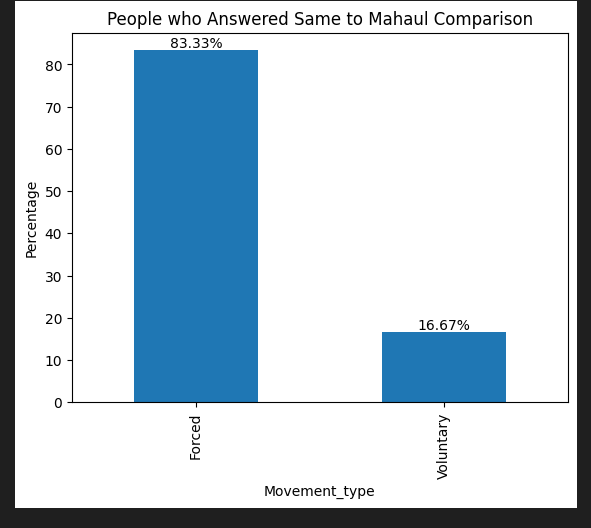 People who Answered Same to Mahaul Comparison
83.33%
16.67%
80
70
60
50
40
30
20
10
0
Percentage
Forced
Voluntary
Movement_type